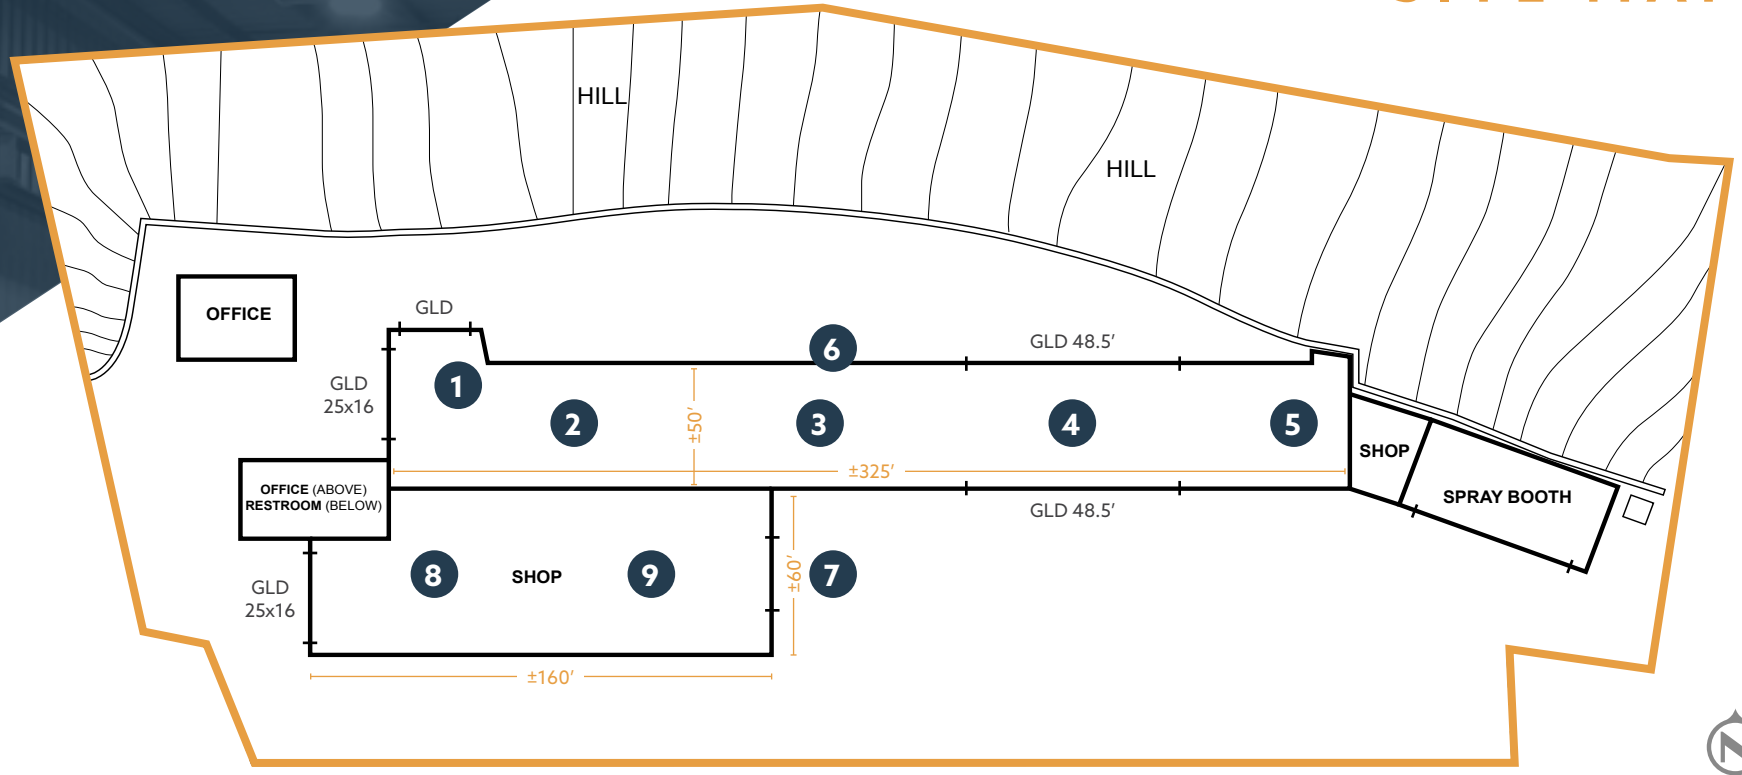 HILL
HILL
OFFICE
GLD
GLD
25x16
1
2
±50′
6
3
GLD 48.5′
4
5
±325′
SHOP
SPRAY BOOTH
OFFICE (ABOVE)
RESTROOM (BELOW)
GLD 48.5′
GLD
25x16
8
SHOP
9
±60′
7
±160′
N